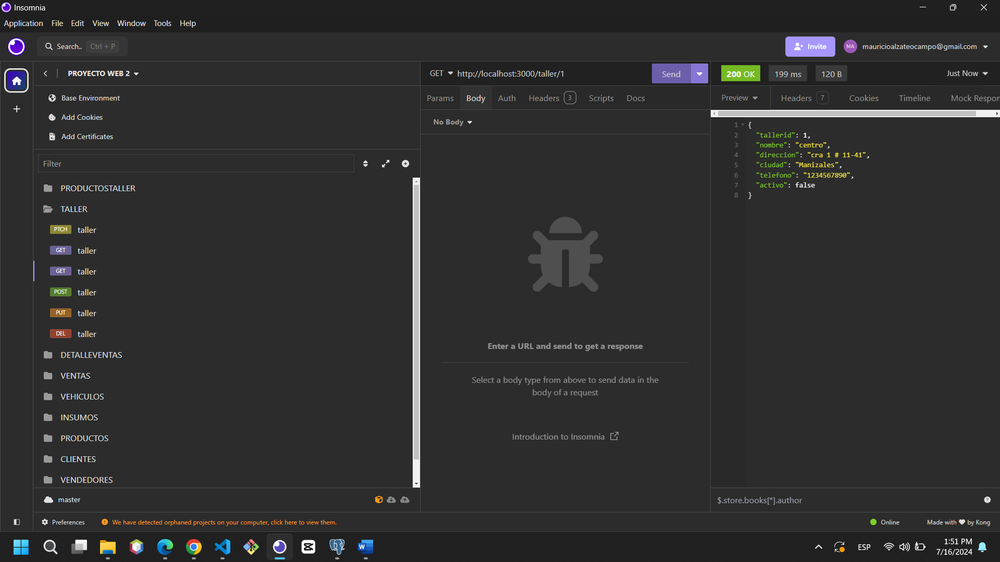 Insomnia
Application File Edit View Window Tools Help
Search.. Ctrl + P
Invite
MA mauricioalzateocampo@gmail.com
PROYECTO WEB 2
Base Environment
Add Cookies
Add Certificates
Filter
PRODUCTOSTALLER
TALLER
PTCH taller
GET taller
GET taller
POST taller
PUT taller
DEL taller
DETALLEVENTAS
VENTAS
VEHICULOS
INSUMOS
PRODUCTOS
CLIENTES
VENDEDORES
master
GET http://localhost:3000/taller/1 Send
Params Body Auth Headers 3 Scripts Docs
No Body
Enter a URL and send to get a response
Select a body type from above to send data in the
body of a request
Introduction to Insomnia
200 OK 199 ms 120 B Just Now
Preview Headers 7 Cookies Timeline Mock Respor
1 {
2 "tallerid": 1,
3 "nombre": "centro",
4 "direccion": "cra 1 # 11-41",
5 "ciudad": "Manizales",
6 "telefono": "1234567890",
7 "activo": false
8 }
$.store.books[*].author
Preferences We have detected orphaned projects on your computer, click here to view them.
Online Made with by Kong
ESP
1:51 PM
7/16/2024